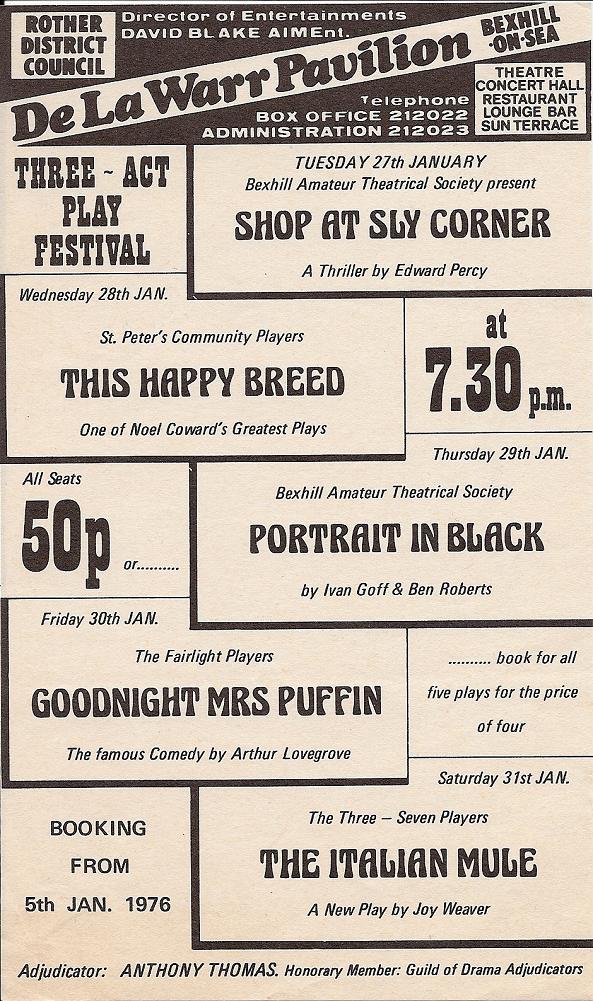 ROTHER
DISTRICT
COUNCIL
Director of Entertainments
DAVID BLAKE AIMEnt.
BEXHILL
-ON-SEA
De La Warr Pavilion
Telephone
BOX OFFICE 212022
ADMINISTRATION 212023
THEATRE
CONCERT HALL
RESTAURANT
LOUNGE BAR
SUN TERRACE
THREE ~ ACT
PLAY
FESTIVAL
TUESDAY 27th JANUARY
Bexhill Amateur Theatrical Society present
SHOP AT SLY CORNER
A Thriller by Edward Percy
Wednesday 28th JAN.
St. Peter's Community Players
THIS HAPPY BREED
One of Noel Coward's Greatest Plays
at
7.30 p.m.
Thursday 29th JAN.
Bexhill Amateur Theatrical Society
PORTRAIT IN BLACK
by Ivan Goff & Ben Roberts
All Seats
50p or..........
Friday 30th JAN.
The Fairlight Players
GOODNIGHT MRS PUFFIN
The famous Comedy by Arthur Lovegrove
.......... book for all
five plays for the price
of four
Saturday 31st JAN.
The Three – Seven Players
THE ITALIAN MULE
A New Play by Joy Weaver
BOOKING
FROM
5th JAN. 1976
Adjudicator: ANTHONY THOMAS. Honorary Member: Guild of Drama Adjudicators